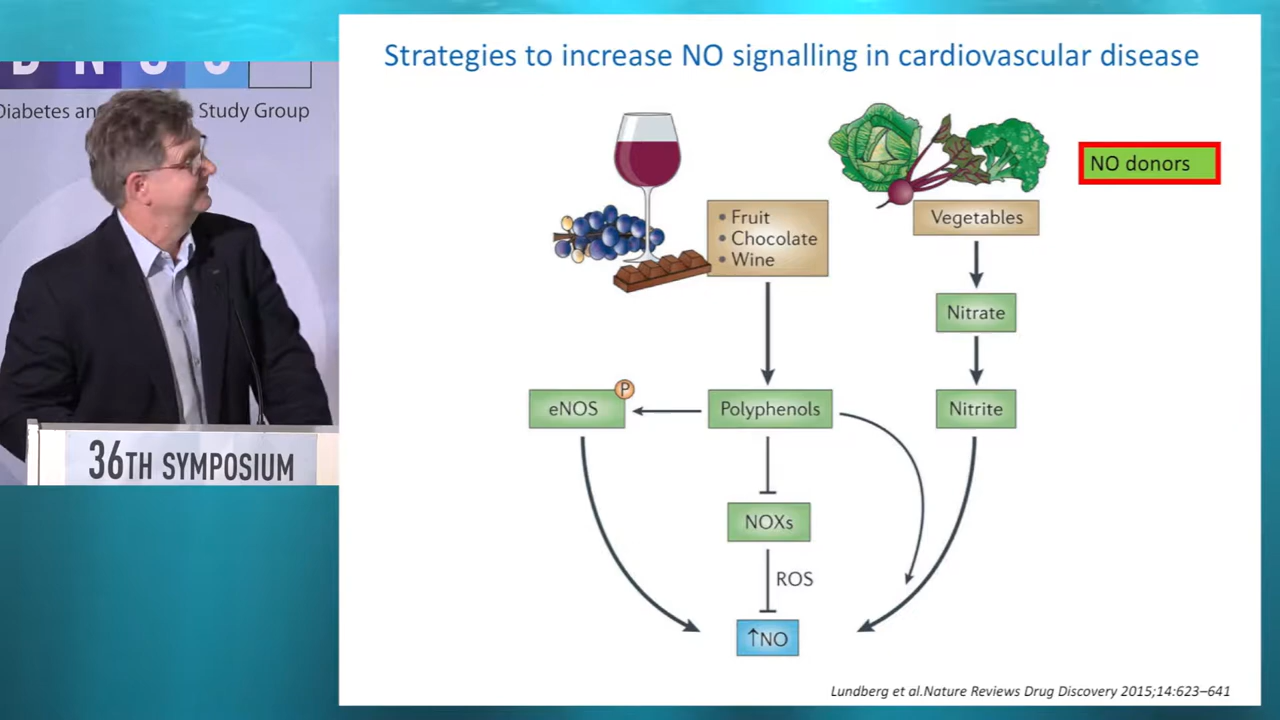 Strategies to increase NO signalling in cardiovascular disease
Study Group
36TH SYMPOSIUM
NO donors
• Fruit
• Chocolate
• Wine
Vegetables
Nitrate
P
eNOS
Polyphenols
Nitrite
NOXs
ROS
↑NO
Lundberg et al.Nature Reviews Drug Discovery 2015;14:623–641
Diabetes